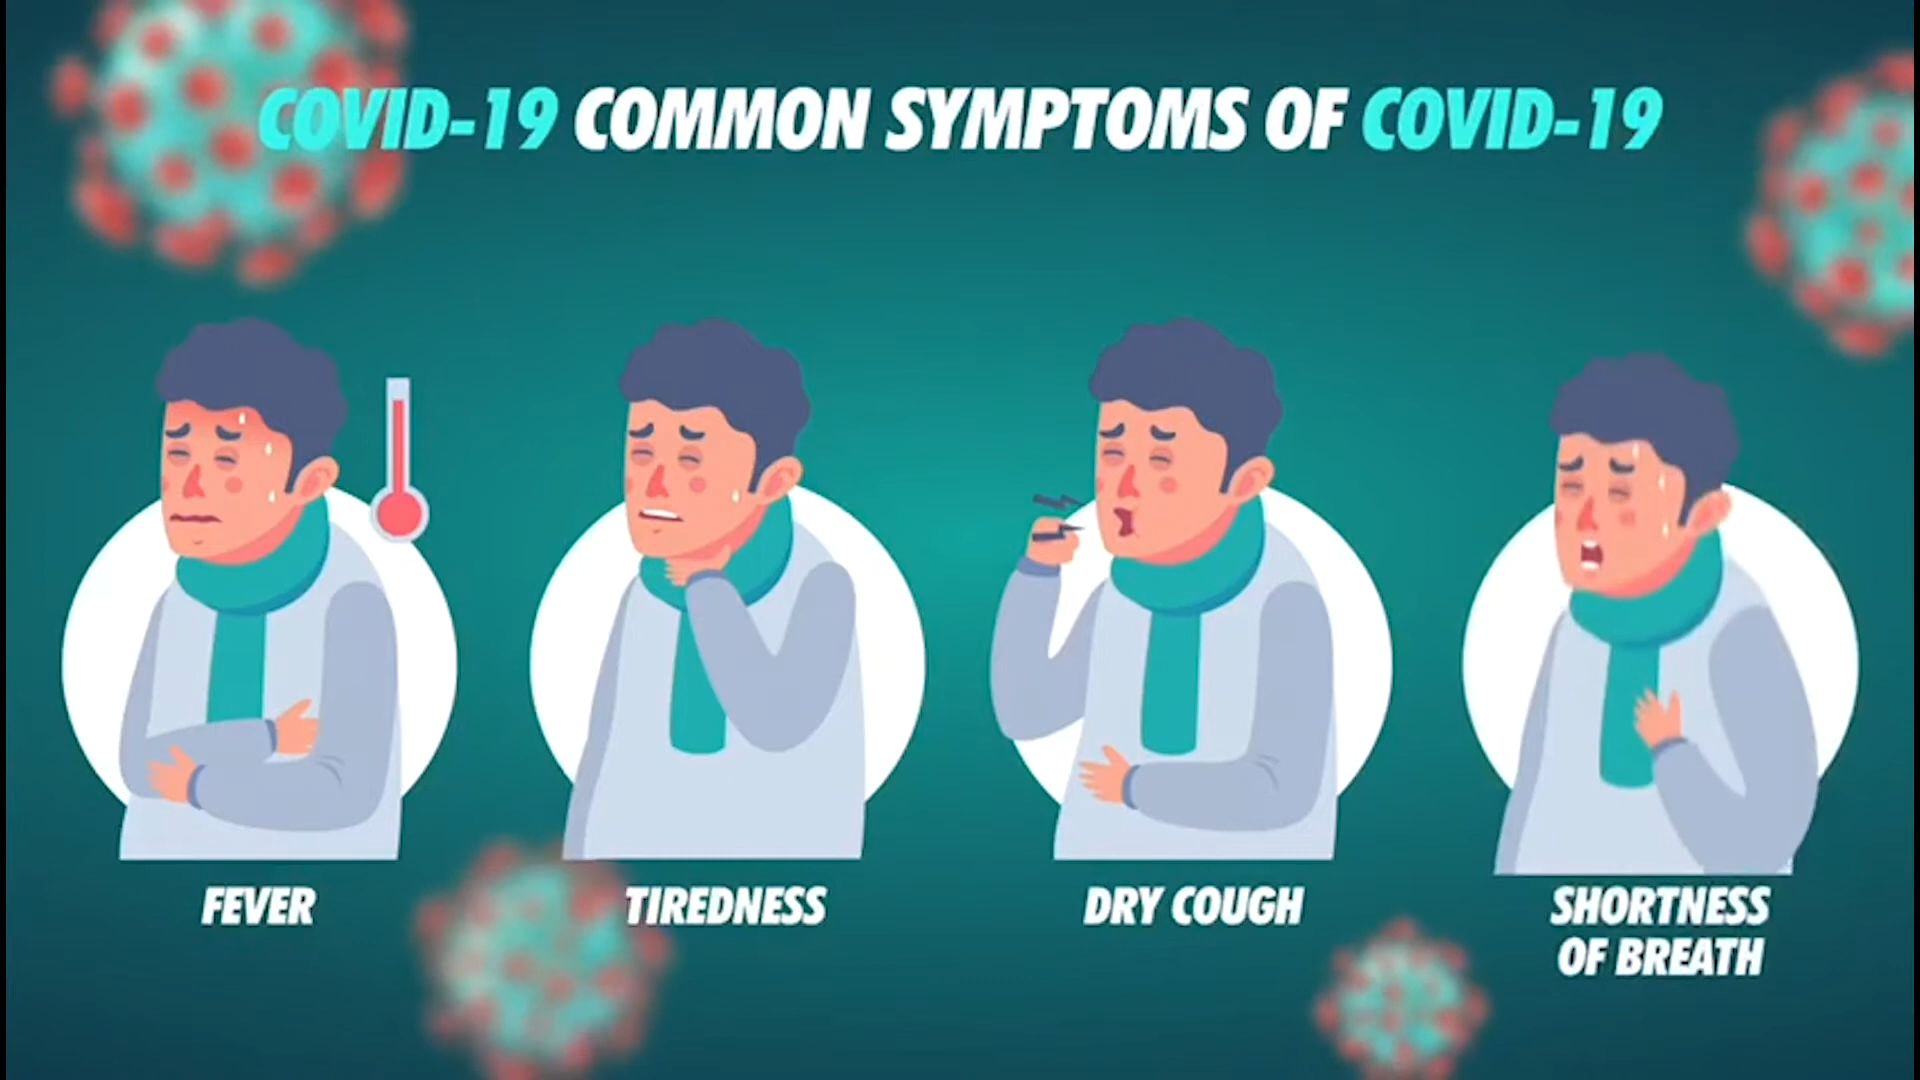 COVID-19 COMMON SYMPTOMS OF COVID-19
FEVER
TIREDNESS
DRY COUGH
SHORTNESS
OF BREATH